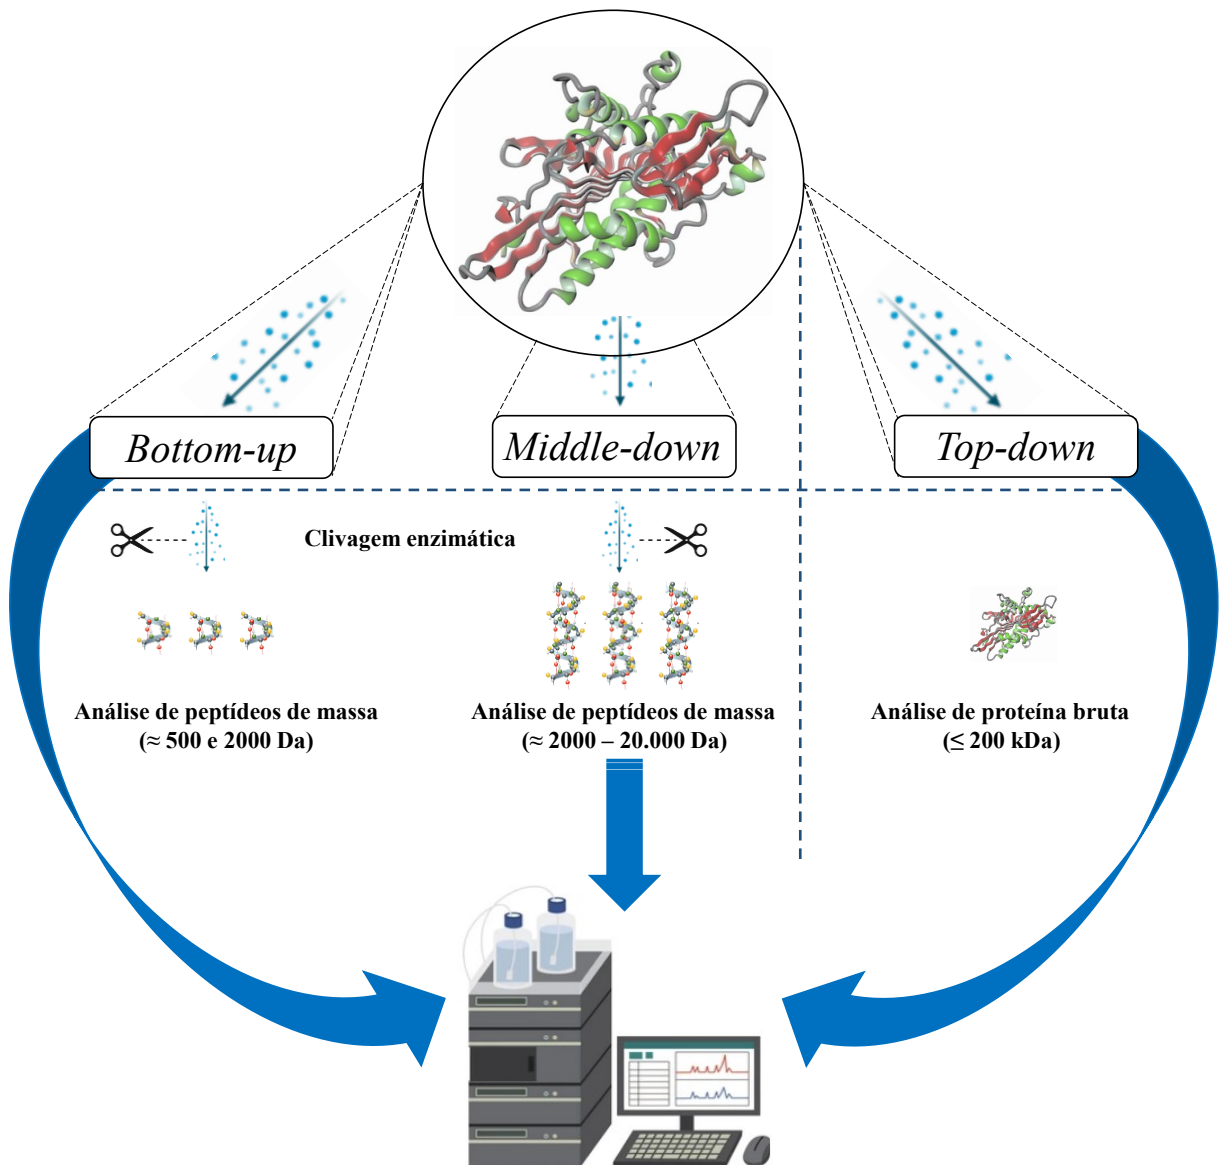 Bottom-up
Middle-down
Top-down
Clivagem enzimática
Análise de peptídeos de massa
(≈ 500 e 2000 Da)
Análise de peptídeos de massa
(≈ 2000 – 20.000 Da)
Análise de proteína bruta
(≤ 200 kDa)